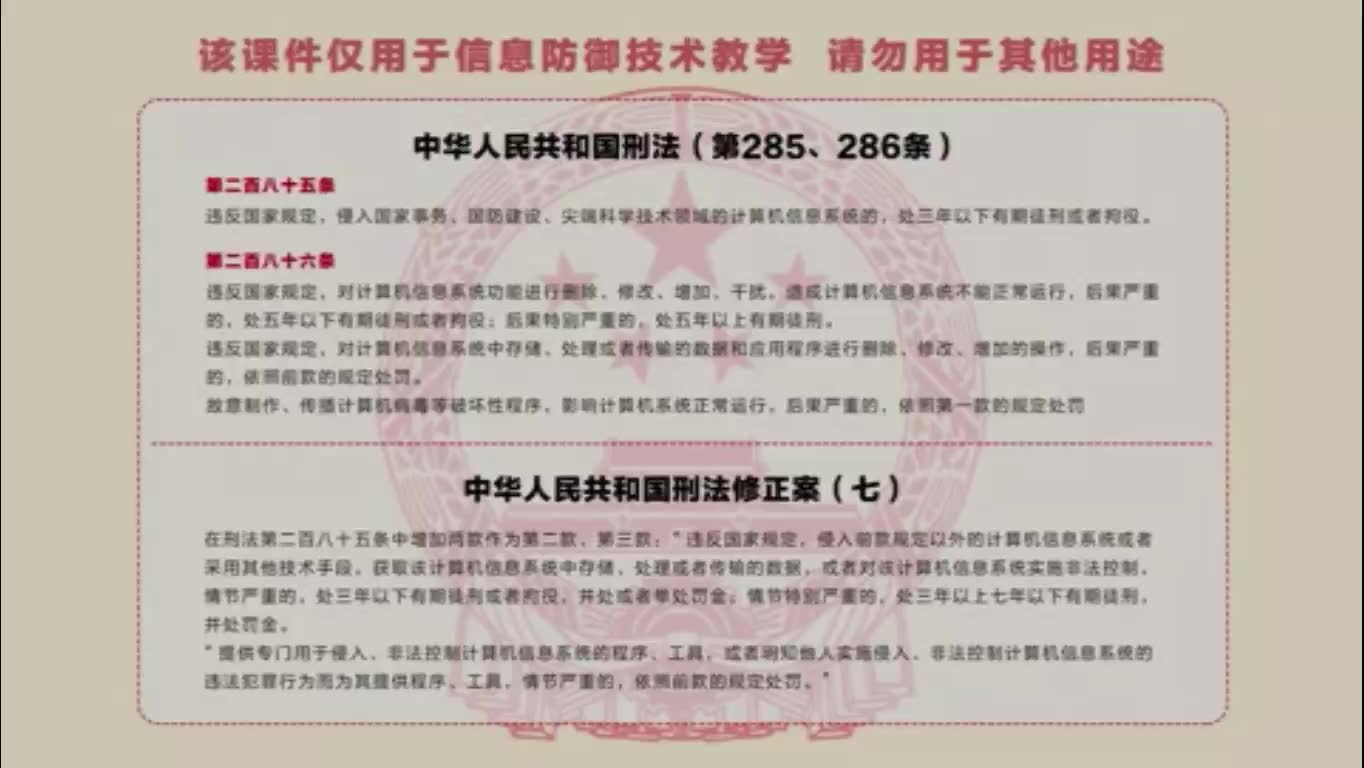 该课件仅用于信息防御技术教学 请勿用于其他用途
中华人民共和国刑法（第285、286条）
第二百八十五条
违反国家规定，侵入国家事务、国防建设、尖端科学技术领域的计算机信息系统的，处三年以下有期徒刑或者拘役。
第二百八十六条
违反国家规定，对计算机信息系统功能进行删除、修改、增加、干扰，造成计算机信息系统不能正常运行，后果严重
的，处五年以下有期徒刑或者拘役；后果特别严重的，处五年以上有期徒刑。
违反国家规定，对计算机信息系统中存储、处理或者传输的数据和应用程序进行删除、修改、增加的操作，后果严重
的，依照前款的规定处罚。
故意制作、传播计算机病毒等破坏性程序，影响计算机系统正常运行，后果严重的，依照第一款的规定处罚
中华人民共和国刑法修正案（七）
在刑法第二百八十五条中增加两款作为第二款、第三款：“违反国家规定，侵入前款规定以外的计算机信息系统或者
采用其他技术手段，获取该计算机信息系统中存储、处理或者传输的数据，或者对该计算机信息系统实施非法控制，
情节严重的，处三年以下有期徒刑或者拘役，并处或者单处罚金；情节特别严重的，处三年以上七年以下有期徒刑，
并处罚金。
“提供专门用于侵入、非法控制计算机信息系统的程序、工具，或者明知他人实施侵入、非法控制计算机信息系统的
违法犯罪行为而为其提供程序、工具，情节严重的，依照前款的规定处罚。”